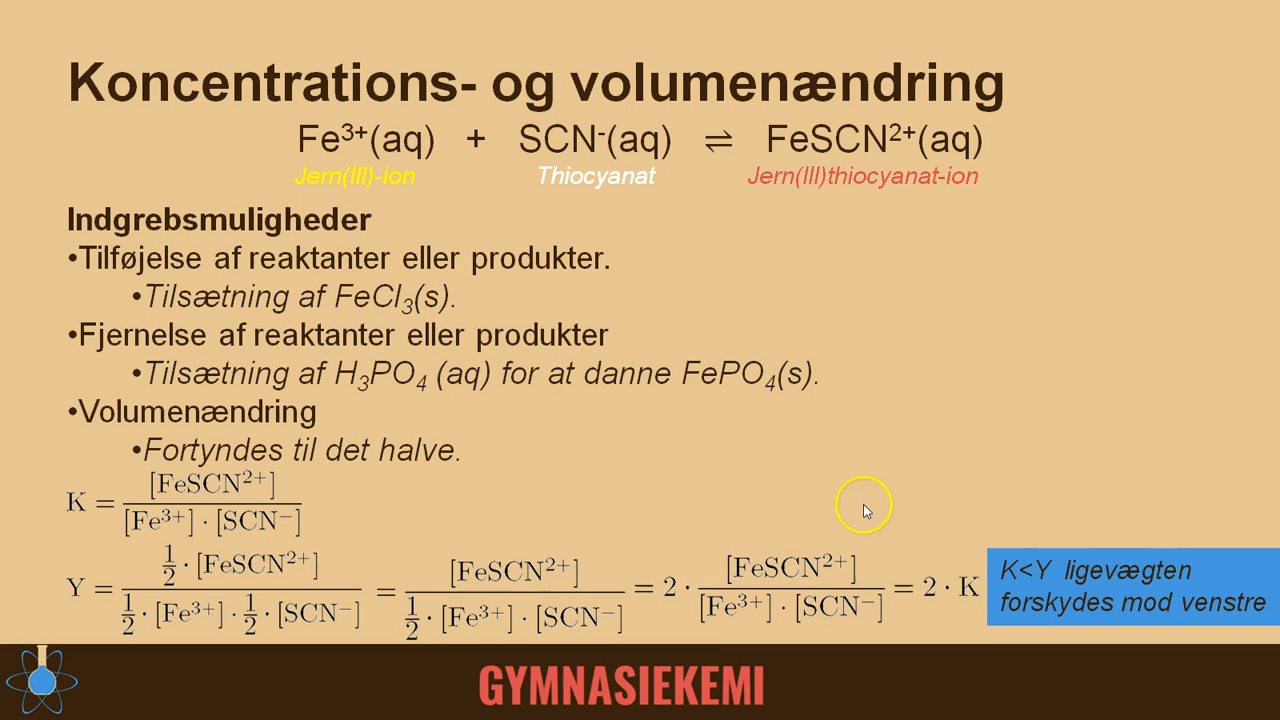 Koncentrations- og volumenændring
Fe³⁺(aq) + SCN⁻(aq) ⇌ FeSCN²⁺(aq)
Jern(III)-ion Thiocyanat Jern(III)thiocyanat-ion
Indgrebsmuligheder
•Tilføjelse af reaktanter eller produkter.
•Tilsætning af FeCl₃(s).
•Fjernelse af reaktanter eller produkter
•Tilsætning af H₃PO₄ (aq) for at danne FePO₄(s).
•Volumenændring
•Fortyndes til det halve.
K = [FeSCN²⁺] / [Fe³⁺] · [SCN⁻]
Y = ½ · [FeSCN²⁺] / ½ · [Fe³⁺] · ½ · [SCN⁻] = [FeSCN²⁺] / ½ · [Fe³⁺] · [SCN⁻] = 2 · [FeSCN²⁺] / [Fe³⁺] · [SCN⁻] = 2 · K
K<Y ligevægten
forskydes mod venstre
GYMNASIEKEMI